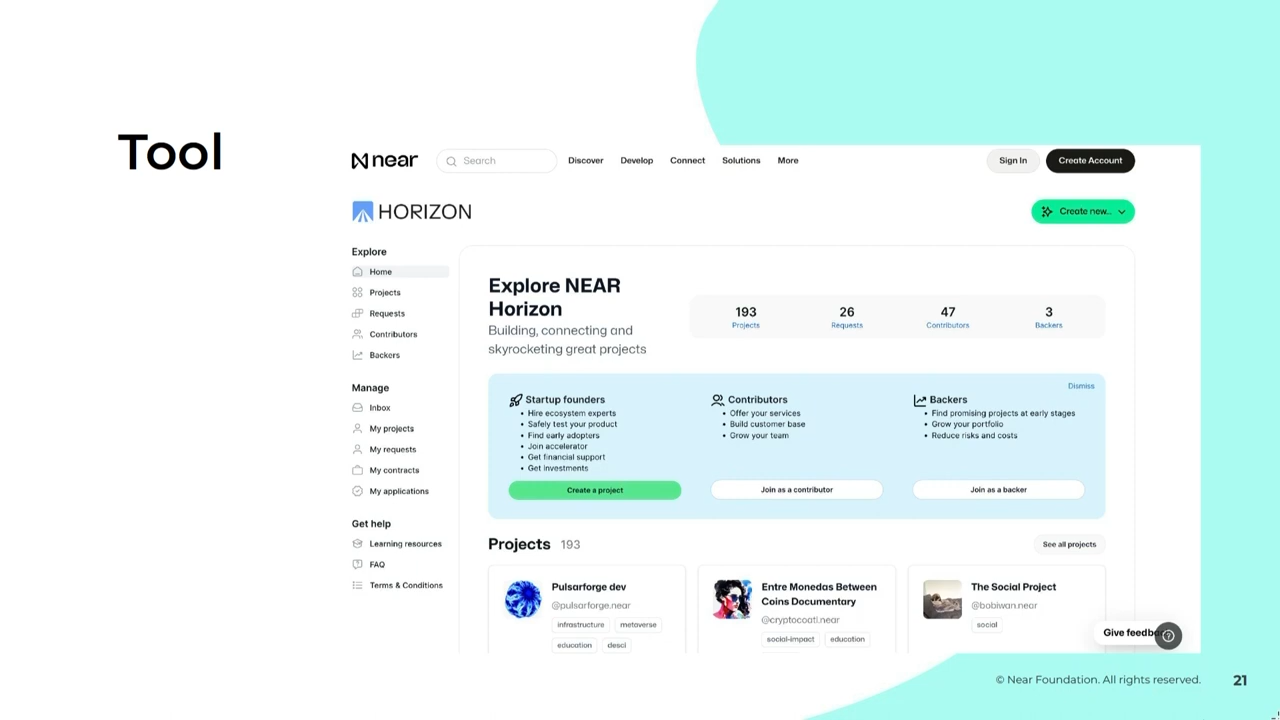 Tool
near
Search
Discover
Develop
Connect
Solutions
More
Sign In
Create Account
HORIZON
Create new...
Explore
Home
Projects
Requests
Contributors
Backers
Manage
Inbox
My projects
My requests
My contracts
My applications
Get help
Learning resources
FAQ
Terms & Conditions
Explore NEAR
Horizon
Building, connecting and
skyrocketing great projects
193
Projects
26
Requests
47
Contributors
3
Backers
Dismiss
Startup founders
• Hire ecosystem experts
• Safely test your product
• Find early adopters
• Join accelerator
• Get financial support
• Get investments
Create a project
Contributors
• Offer your services
• Build customer base
• Grow your team
Join as a contributor
Backers
• Find promising projects at early stages
• Grow your portfolio
• Reduce risks and costs
Join as a backer
Projects 193
See all projects
Pulsarforge dev
@pulsarforge.near
infrastructure
metaverse
education
desci
Entre Monedas Between
Coins Documentary
@cryptocoatl.near
social-impact
education
The Social Project
@bobiwan.near
social
Give feedba
© Near Foundation. All rights reserved.
21